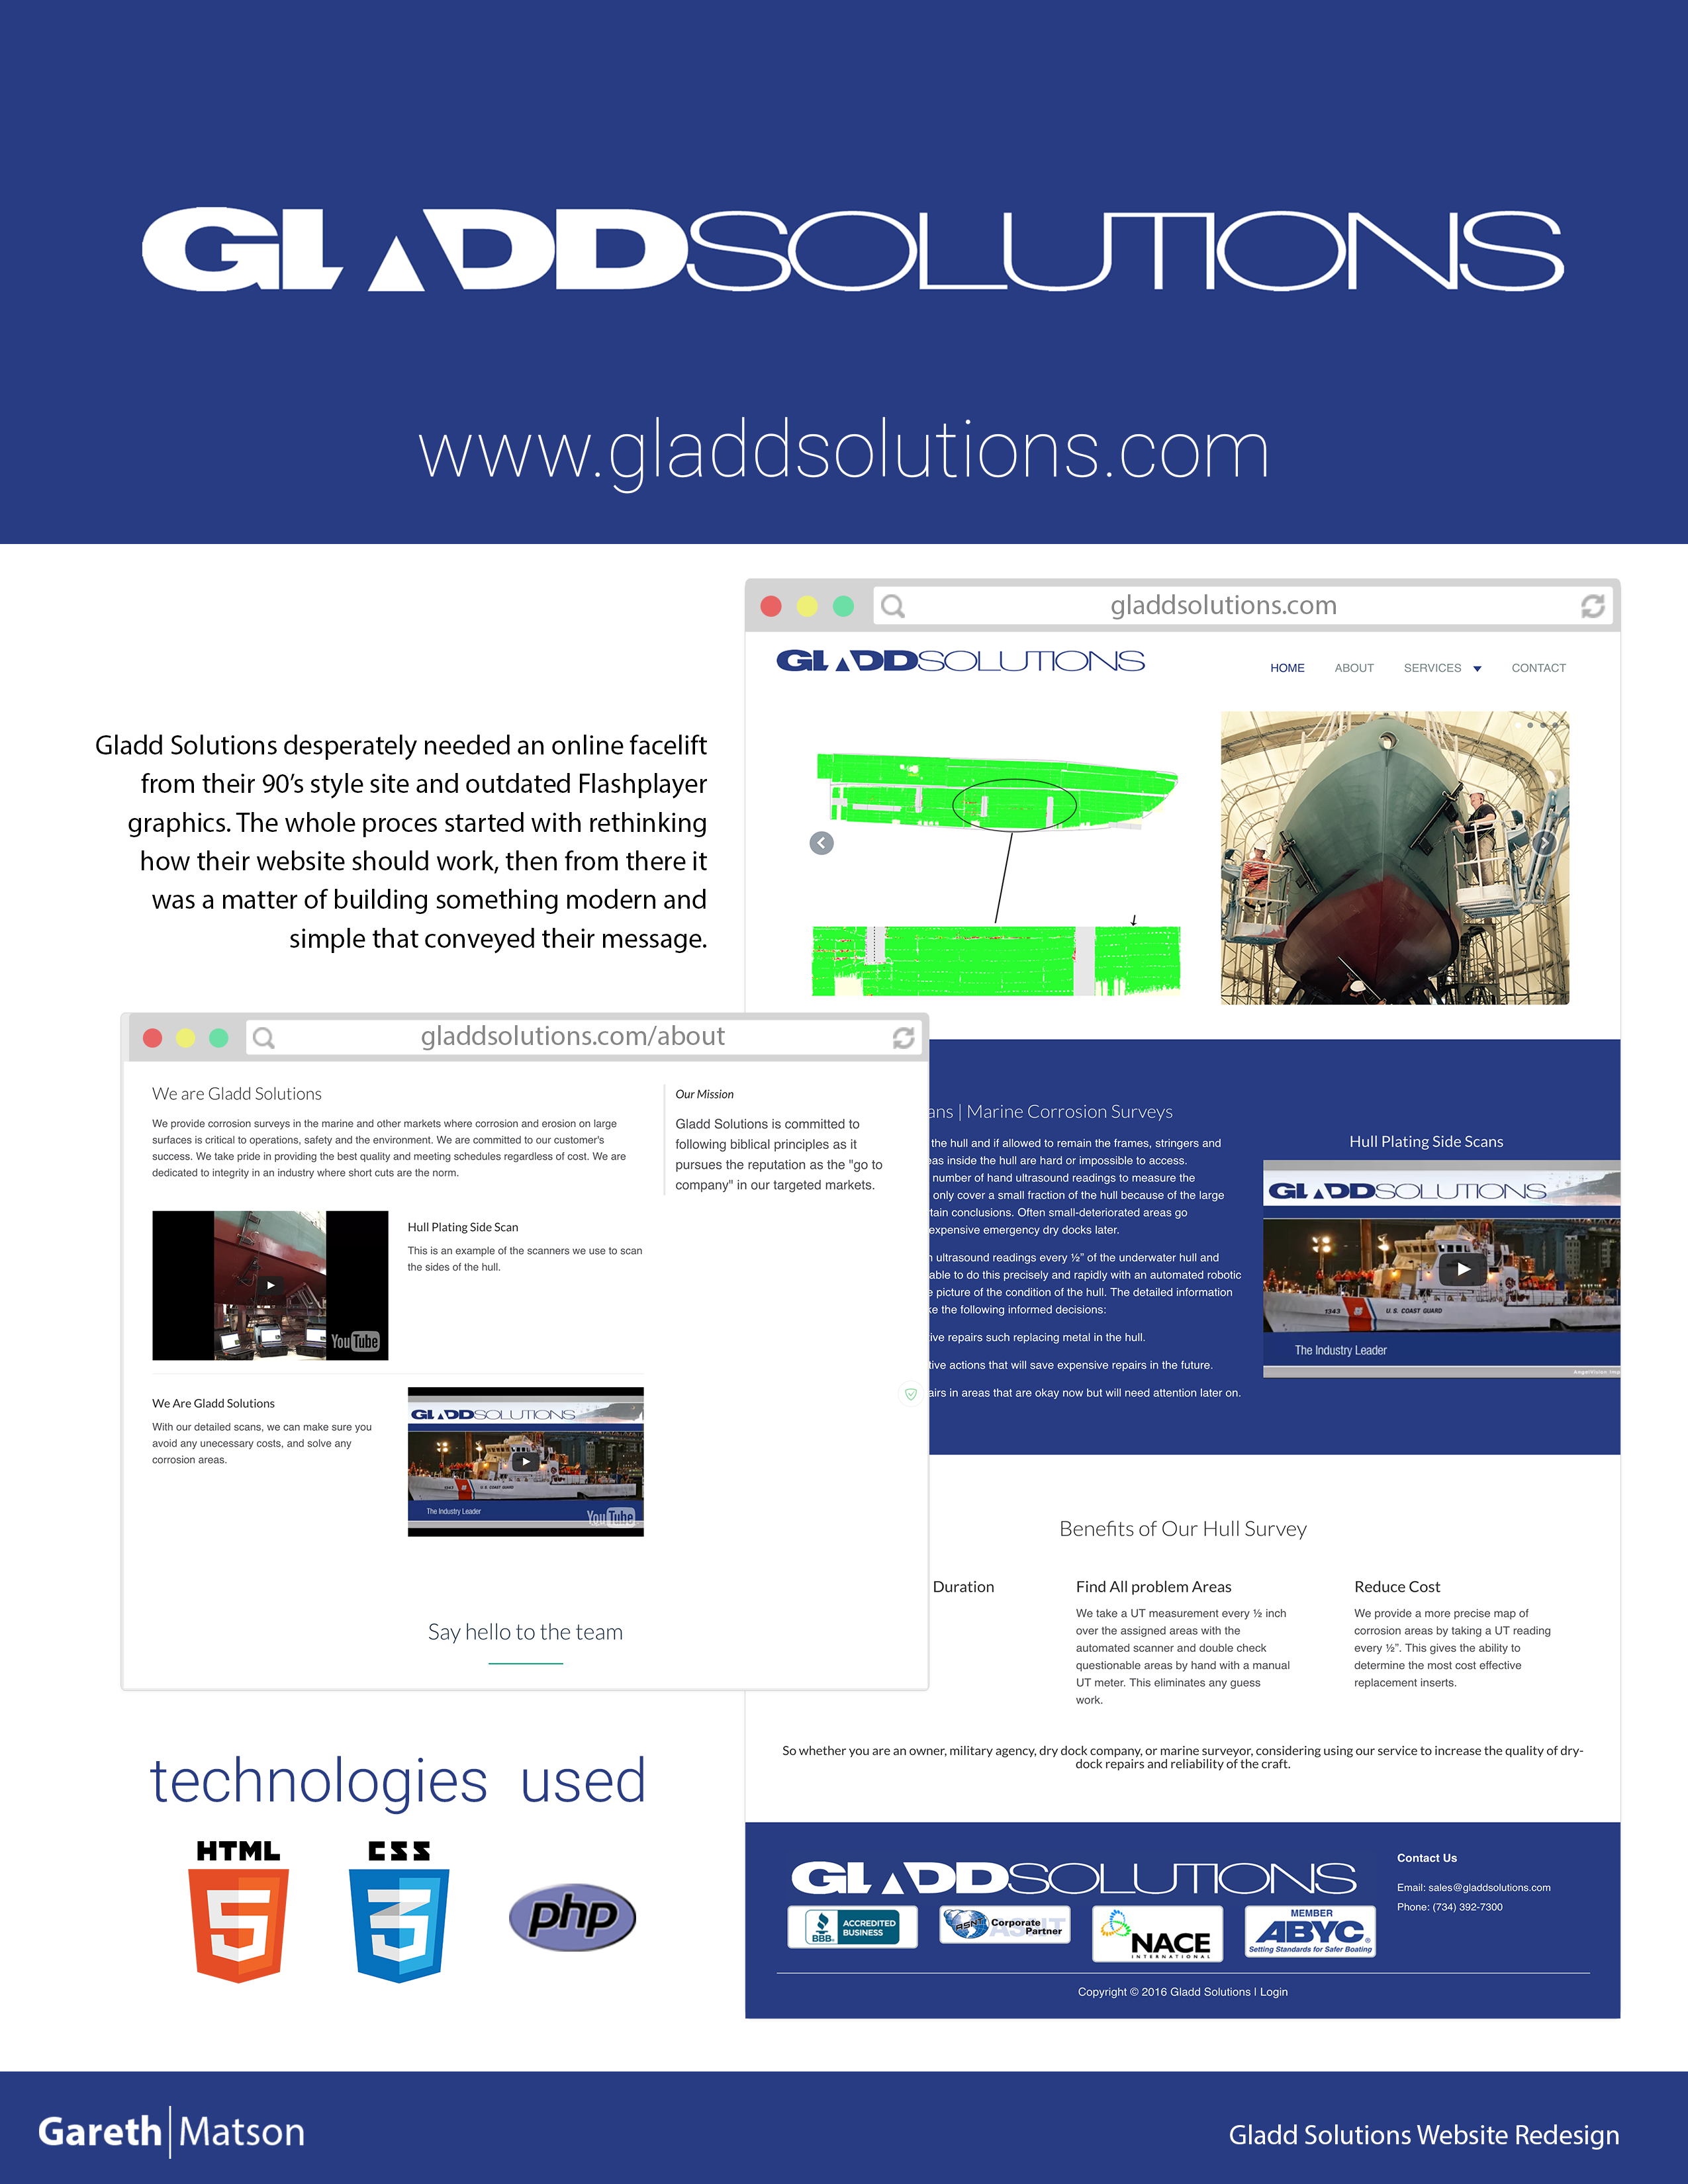 GLADDSOLUTIONS
www.gladdsolutions.com
Gladd Solutions desperately needed an online facelift
from their 90's style site and outdated Flashplayer
graphics. The whole proces started with rethinking
how their website should work, then from there it
was a matter of building something modern and
simple that conveyed their message.
gladdsolutions.com
GLADDSOLUTIONS
HOME ABOUT SERVICES CONTACT
gladdsolutions.com/about
We are Gladd Solutions
We provide corrosion surveys in the marine and other markets where corrosion and erosion on large
surfaces is critical to operations, safety and the environment. We are committed to our customer's
success. We take pride in providing the best quality and meeting schedules regardless of cost. We are
dedicated to integrity in an industry where short cuts are the norm.
Our Mission
Gladd Solutions is committed to
following biblical principles as it
pursues the reputation as the "go to
company" in our targeted markets.
YouTube
Hull Plating Side Scan
This is an example of the scanners we use to scan
the sides of the hull.
We Are Gladd Solutions
With our detailed scans, we can make sure you
avoid any unecessary costs, and solve any
corrosion areas.
GLADDSOLUTIONS
1343 U.S. COAST GUARD
The Industry Leader
YouTube
Say hello to the team
ans | Marine Corrosion Surveys
the hull and if allowed to remain the frames, stringers and
eas inside the hull are hard or impossible to access.
number of hand ultrasound readings to measure the
only cover a small fraction of the hull because of the large
tain conclusions. Often small-deteriorated areas go
expensive emergency dry docks later.
ultrasound readings every ½" of the underwater hull and
able to do this precisely and rapidly with an automated robotic
e picture of the condition of the hull. The detailed information
ke the following informed decisions:
ive repairs such replacing metal in the hull.
tive actions that will save expensive repairs in the future.
airs in areas that are okay now but will need attention later on.
Hull Plating Side Scans
GLADDSOLUTIONS
1343 U.S. COAST GUARD
The Industry Leader
Benefits of Our Hull Survey
Duration
Find All problem Areas
We take a UT measurement every ½ inch
over the assigned areas with the
automated scanner and double check
questionable areas by hand with a manual
UT meter. This eliminates any guess
work.
Reduce Cost
We provide a more precise map of
corrosion areas by taking a UT reading
every ½". This gives the ability to
determine the most cost effective
replacement inserts.
So whether you are an owner, military agency, dry dock company, or marine surveyor, considering using our service to increase the quality of dry-
dock repairs and reliability of the craft.
technologies used
HTML
5
CSS
3
php
GLADDSOLUTIONS
BBB. ACCREDITED
BUSINESS
ASNT Corporate
Partner
NACE
INTERNATIONAL
MEMBER
ABYC®
Setting Standards for Safer Boating
Contact Us
Email: sales@gladdsolutions.com
Phone: (734) 392-7300
Copyright © 2016 Gladd Solutions | Login
Gareth|Matson
Gladd Solutions Website Redesign